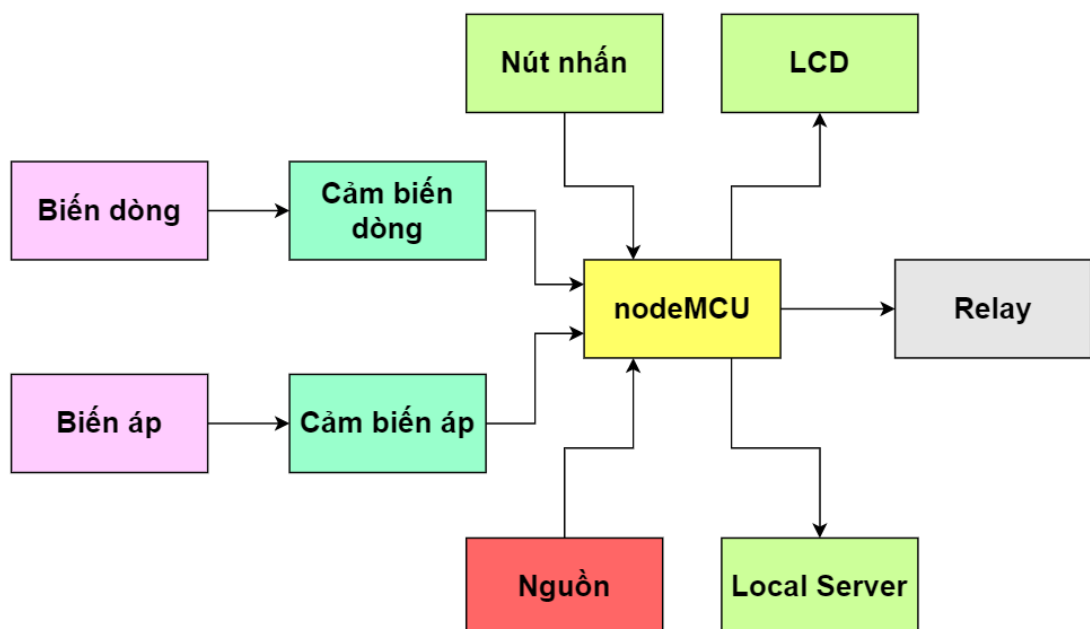 Nút nhấn
LCD
Biến dòng
Cảm biến
dòng
nodeMCU
Relay
Biến áp
Cảm biến áp
Nguồn
Local Server